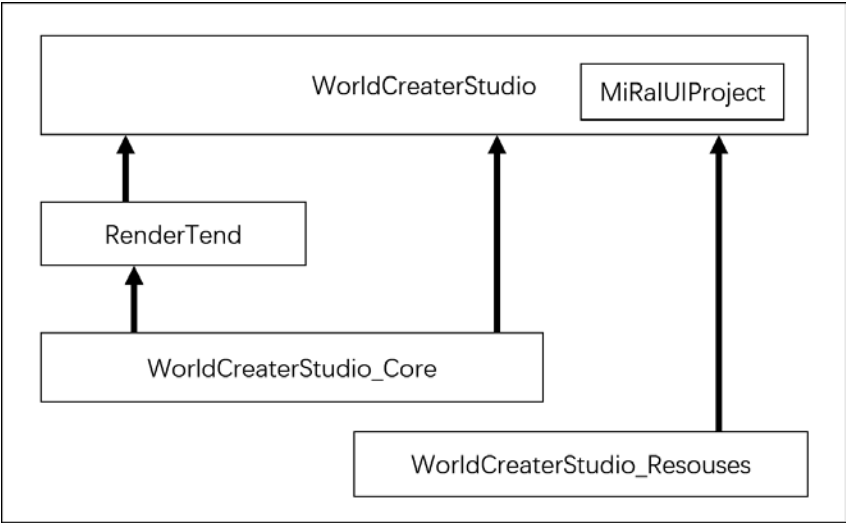 WorldCreaterStudio
MiRaIUIProject
RenderTend
WorldCreaterStudio_Core
WorldCreaterStudio_Resouses